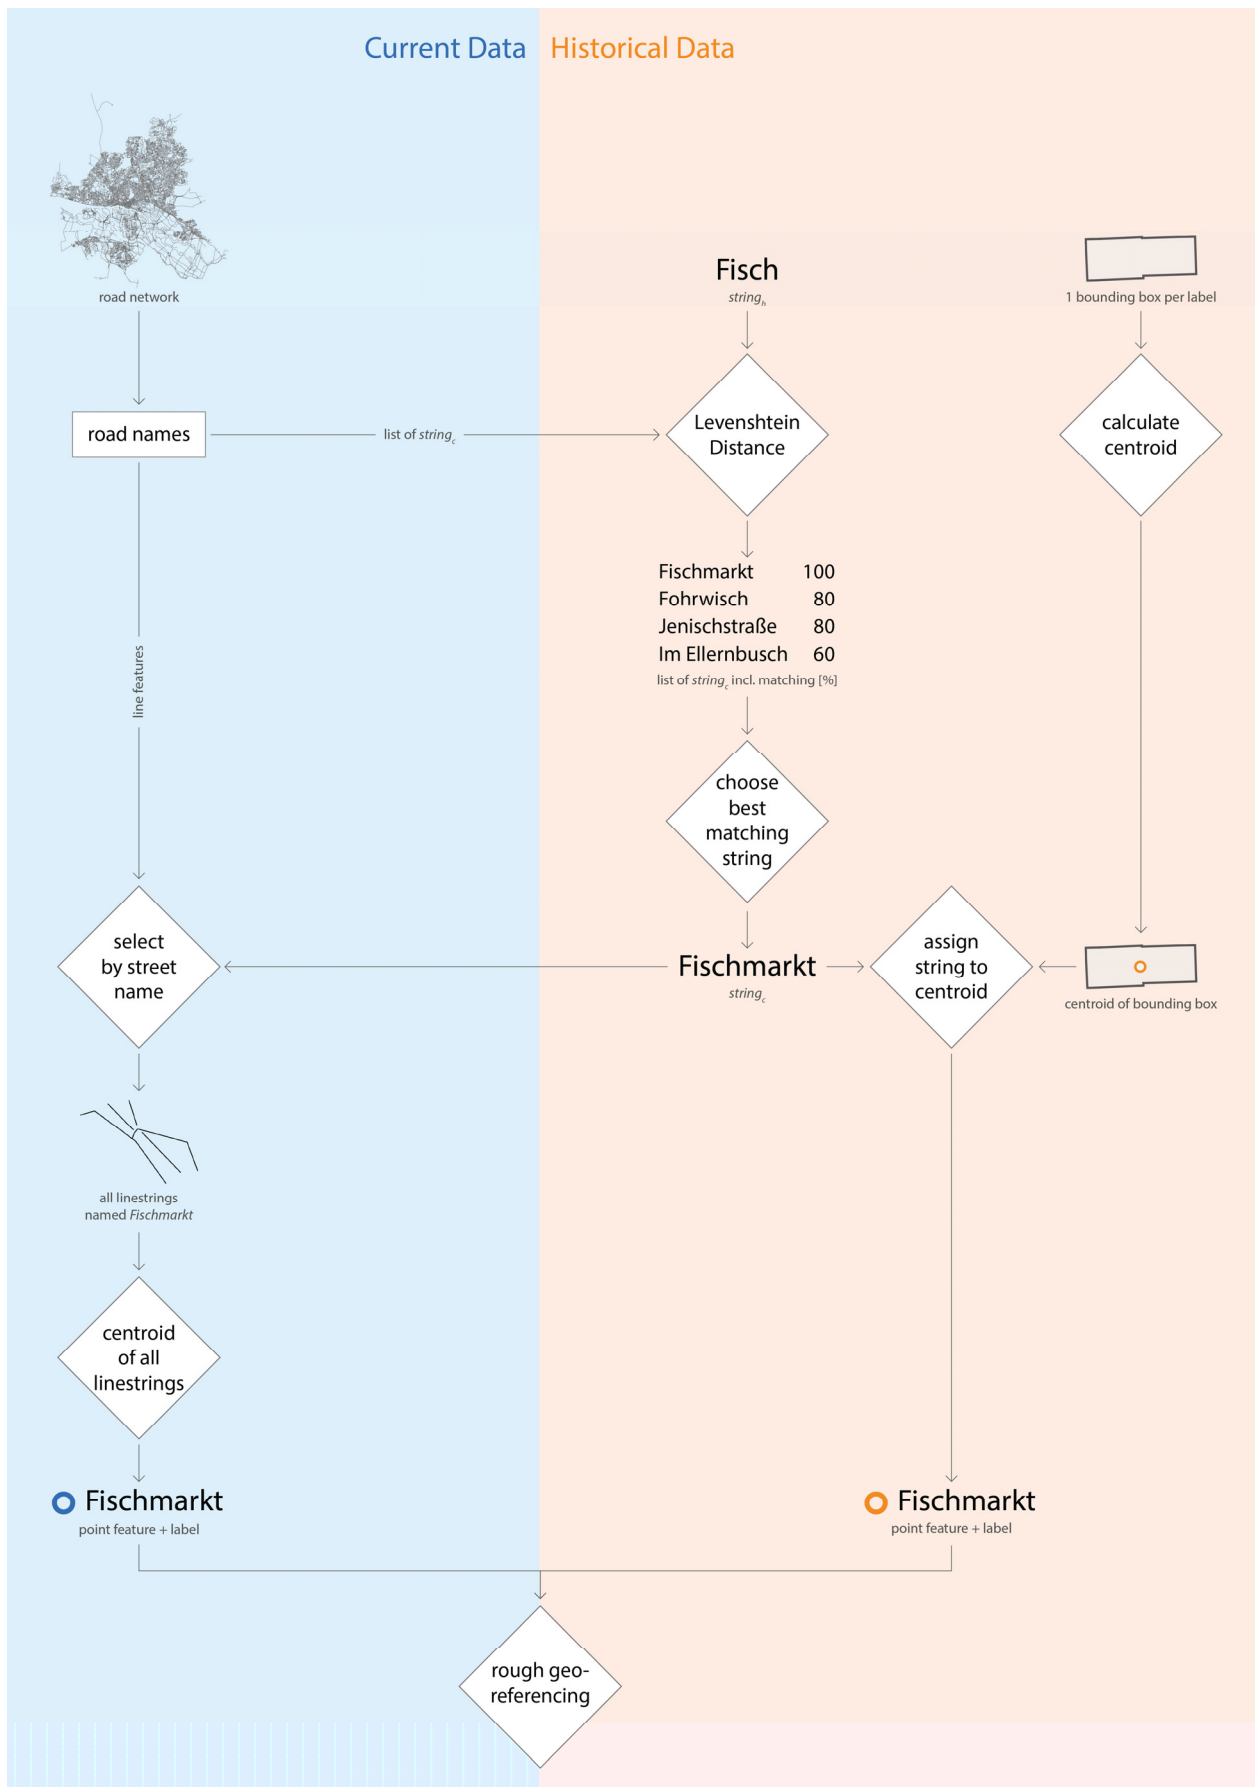 Current Data
Historical Data
road network
Fisch
string_h
1 bounding box per label
road names
list of string_c
Levenshtein
Distance
calculate
centroid
Fischmarkt 100
Fohrwisch 80
Jenischstraße 80
Im Ellernbusch 60
list of string_c incl. matching [%]
line features
choose
best
matching
string
select
by street
name
Fischmarkt
string_c
assign
string to
centroid
centroid of bounding box
all linestrings
named Fischmarkt
centroid
of all
linestrings
Fischmarkt
point feature + label
Fischmarkt
point feature + label
rough geo-
referencing